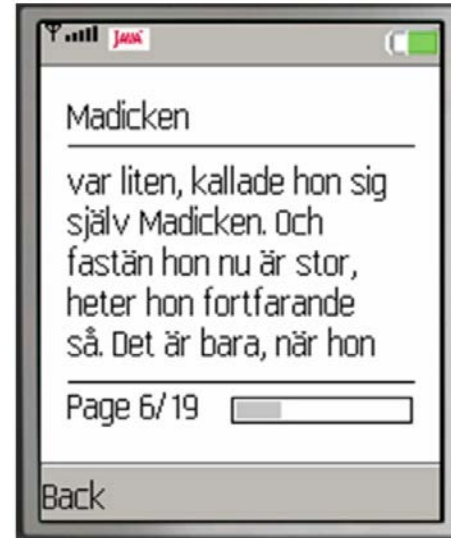 Java
Madicken
var liten, kallade hon sig
själv Madicken. Och
fastän hon nu är stor,
heter hon fortfarande
så. Det är bara, när hon
Page 6/19
Back